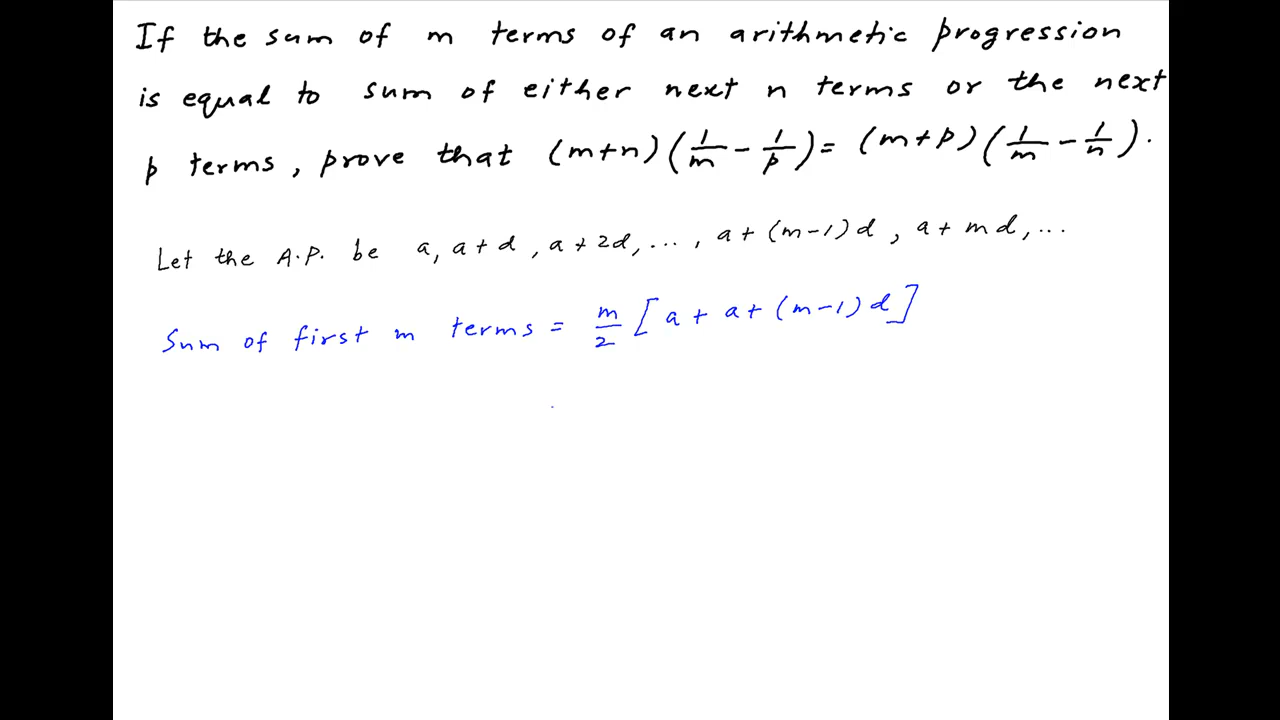 If the sum of m terms of an arithmetic progression
is equal to sum of either next n terms or the next
p terms, prove that (m+n)(1/m − 1/p) = (m+p)(1/m − 1/n).
Let the A.P. be a, a+d, a+2d, ..., a+(m-1)d, a+md, ...
Sum of first m terms = m/2 [a + a + (m-1)d]